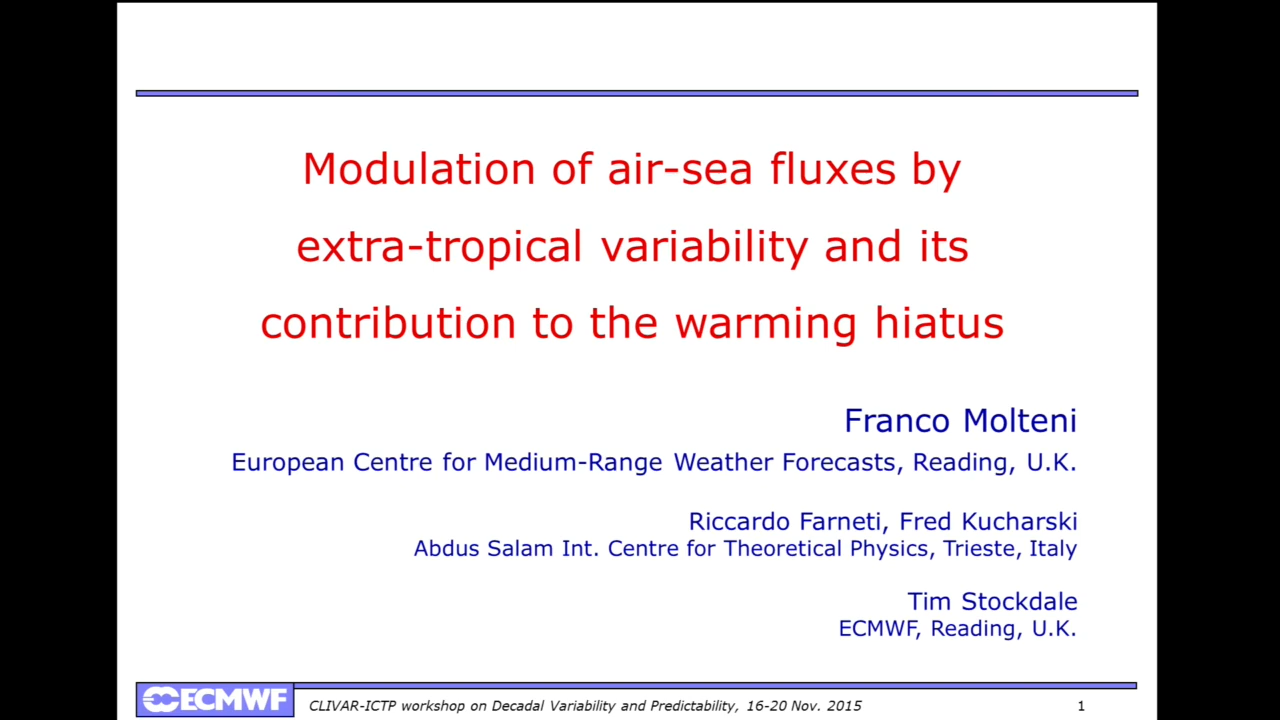 Modulation of air-sea fluxes by
extra-tropical variability and its
contribution to the warming hiatus
Franco Molteni
European Centre for Medium-Range Weather Forecasts, Reading, U.K.
Riccardo Farneti, Fred Kucharski
Abdus Salam Int. Centre for Theoretical Physics, Trieste, Italy
Tim Stockdale
ECMWF, Reading, U.K.
ECMWF
CLIVAR-ICTP workshop on Decadal Variability and Predictability, 16-20 Nov. 2015
1